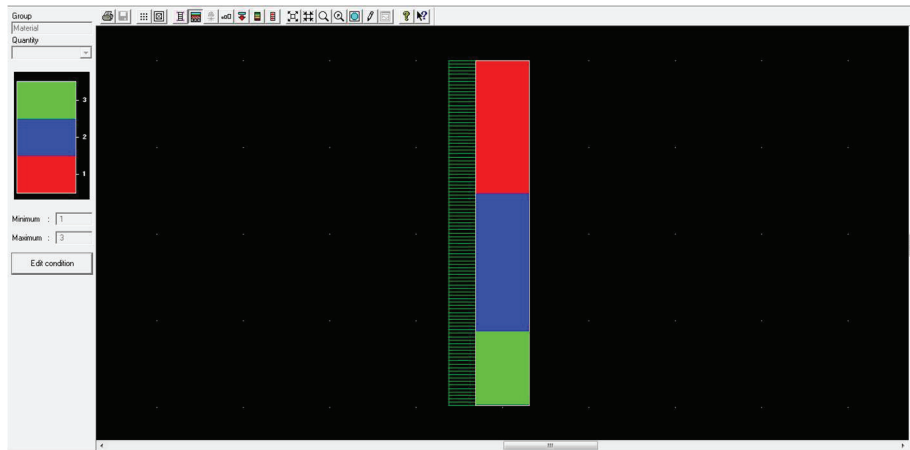 Group
Material
Quantity
3
2
1
Minimum : 1
Maximum : 3
Edit condition